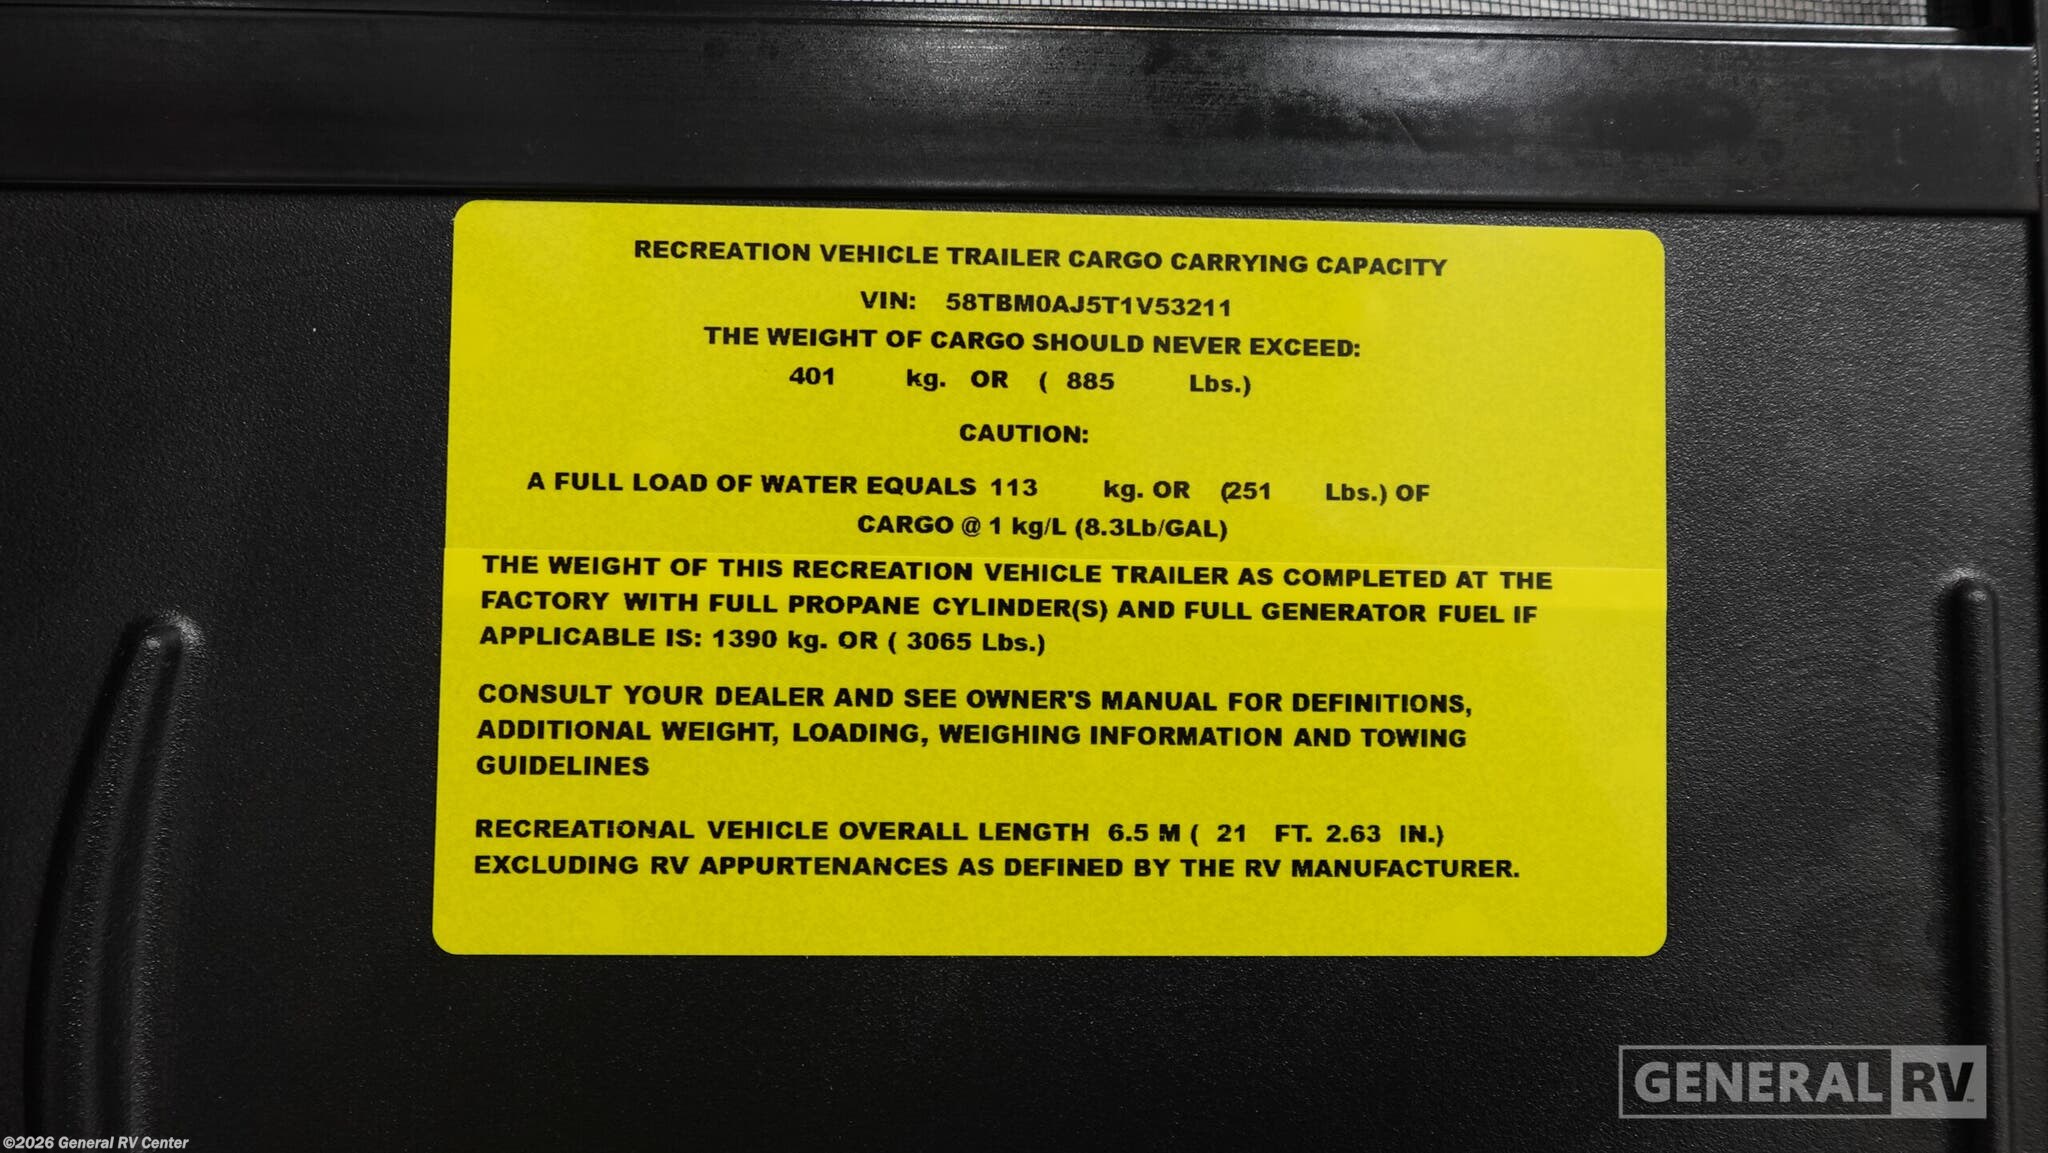 RECREATION VEHICLE TRAILER CARGO CARRYING CAPACITY
VIN: 58TBM0AJ5T1V53211
THE WEIGHT OF CARGO SHOULD NEVER EXCEED:
401 kg. OR ( 885 Lbs.)
CAUTION:
A FULL LOAD OF WATER EQUALS 113 kg. OR (251 Lbs.) OF
CARGO @ 1 kg/L (8.3Lb/GAL)
THE WEIGHT OF THIS RECREATION VEHICLE TRAILER AS COMPLETED AT THE
FACTORY WITH FULL PROPANE CYLINDER(S) AND FULL GENERATOR FUEL IF
APPLICABLE IS: 1390 kg. OR ( 3065 Lbs.)
CONSULT YOUR DEALER AND SEE OWNER'S MANUAL FOR DEFINITIONS,
ADDITIONAL WEIGHT, LOADING, WEIGHING INFORMATION AND TOWING
GUIDELINES
RECREATIONAL VEHICLE OVERALL LENGTH 6.5 M ( 21 FT. 2.63 IN.)
EXCLUDING RV APPURTENANCES AS DEFINED BY THE RV MANUFACTURER.
GENERAL RV
©2026 General RV Center